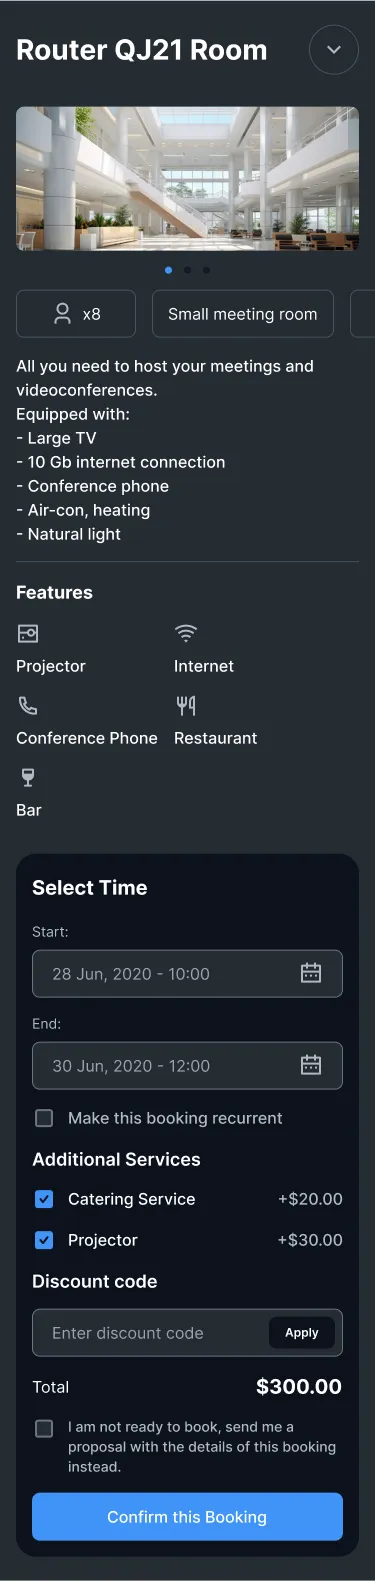 Router QJ21 Room
x8
Small meeting room
All you need to host your meetings and
videoconferences.
Equipped with:
- Large TV
- 10 Gb internet connection
- Conference phone
- Air-con, heating
- Natural light
Features
Projector
Internet
Conference Phone
Restaurant
Bar
Select Time
Start:
28 Jun, 2020 - 10:00
End:
30 Jun, 2020 - 12:00
Make this booking recurrent
Additional Services
Catering Service +$20.00
Projector +$30.00
Discount code
Enter discount code Apply
Total $300.00
I am not ready to book, send me a
proposal with the details of this booking
instead.
Confirm this Booking